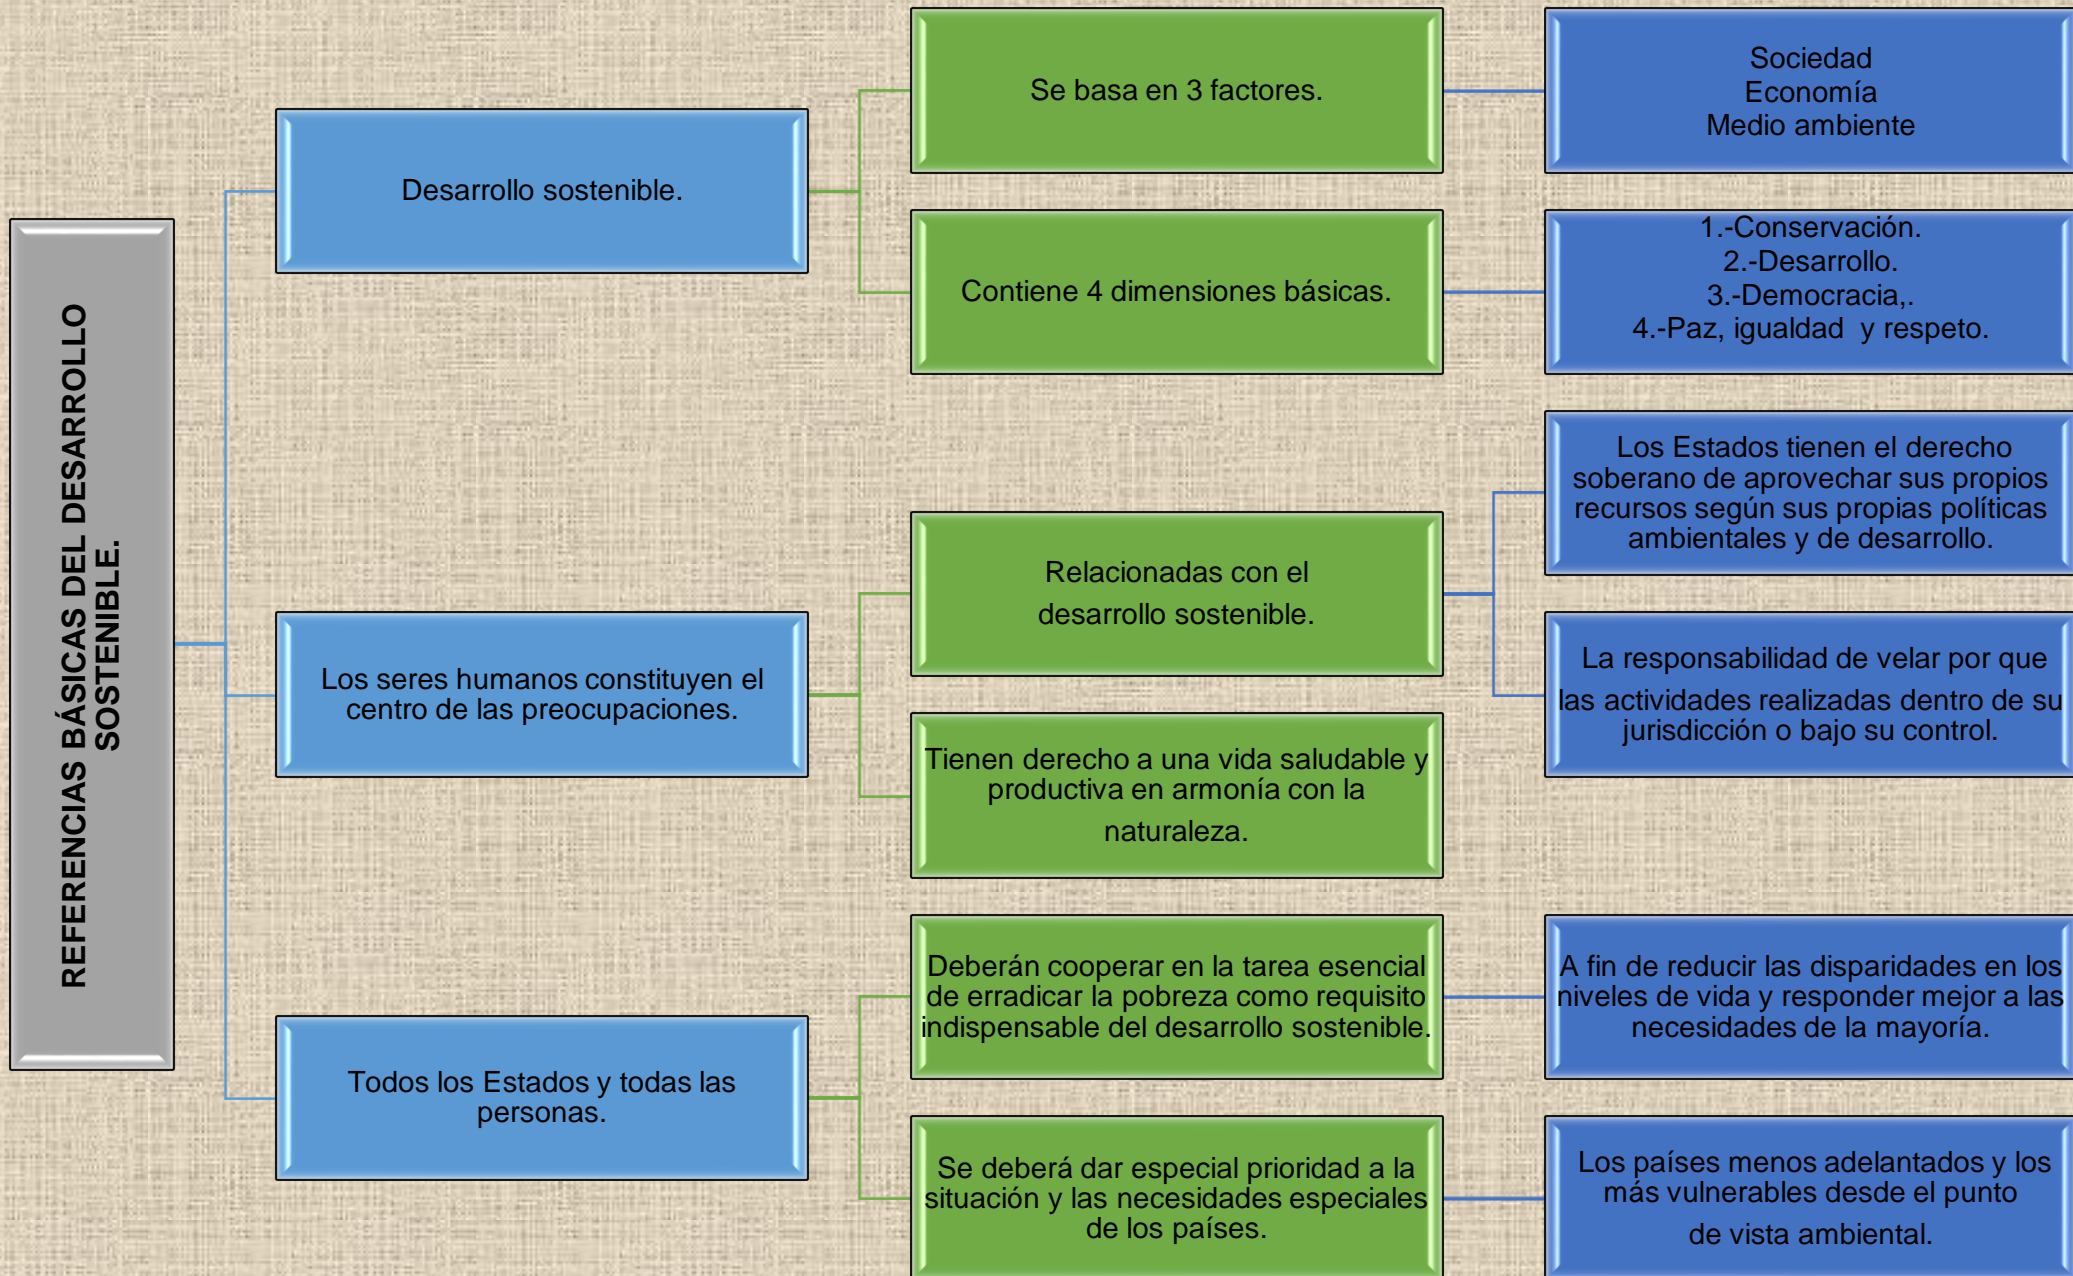 REFERENCIAS BÁSICAS DEL DESARROLLO
SOSTENIBLE.
Desarrollo sostenible.
Se basa en 3 factores.
Sociedad
Economía
Medio ambiente
Contiene 4 dimensiones básicas.
1.-Conservación.
2.-Desarrollo.
3.-Democracia,.
4.-Paz, igualdad  y respeto.
Los seres humanos constituyen el
centro de las preocupaciones.
Relacionadas con el
desarrollo sostenible.
Los Estados tienen el derecho
soberano de aprovechar sus propios
recursos según sus propias políticas
ambientales y de desarrollo.
La responsabilidad de velar por que
las actividades realizadas dentro de su
jurisdicción o bajo su control.
Tienen derecho a una vida saludable y
productiva en armonía con la
naturaleza.
Todos los Estados y todas las
personas.
Deberán cooperar en la tarea esencial
de erradicar la pobreza como requisito
indispensable del desarrollo sostenible.
A fin de reducir las disparidades en los
niveles de vida y responder mejor a las
necesidades de la mayoría.
Se deberá dar especial prioridad a la
situación y las necesidades especiales
de los países.
Los países menos adelantados y los
más vulnerables desde el punto
de vista ambiental.